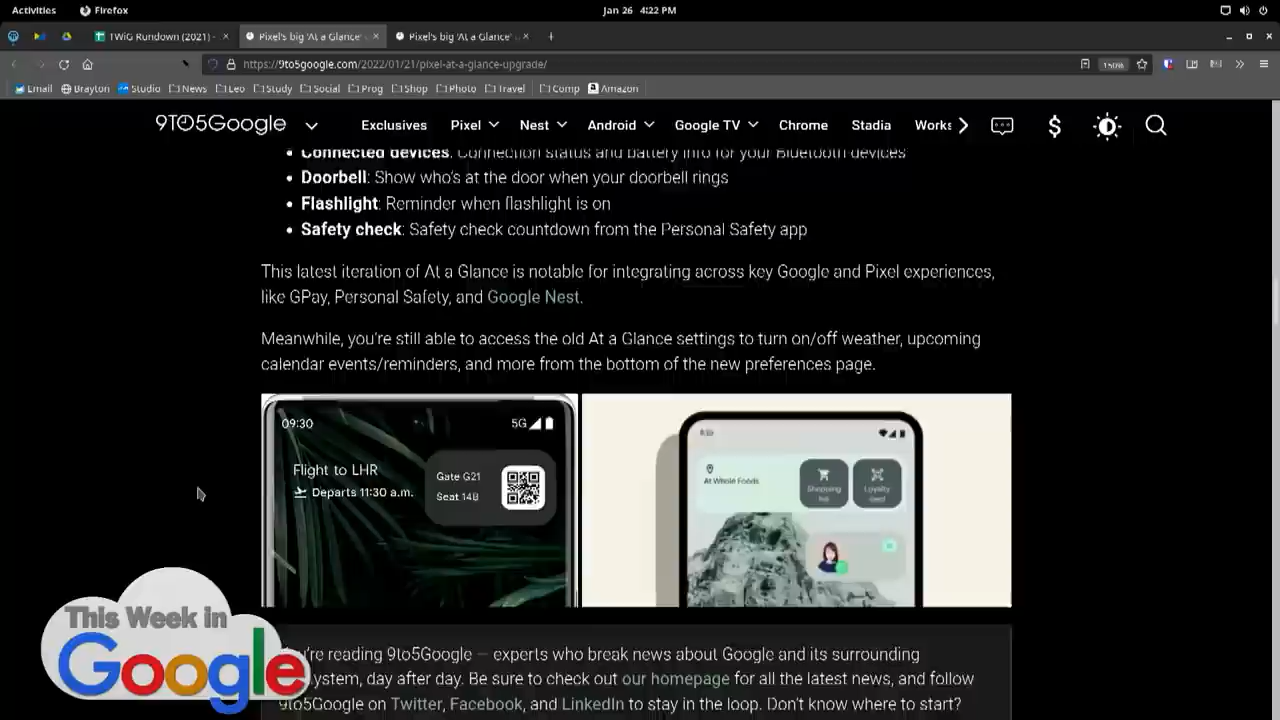 Activities
Firefox
Jan 26 4:22 PM
TWiG Rundown (2021) -
Pixel's big 'At a Glance'
Pixel's big 'At a Glance'
https://9to5google.com/2022/01/21/pixel-at-a-glance-upgrade/
150%
Email Brayton Studio News Leo Study Social Prog Shop Photo Travel Comp Amazon
9TO5Google
Exclusives Pixel Nest Android Google TV Chrome Stadia Works
Connected devices: Connection status and battery info for your Bluetooth devices
Doorbell: Show who's at the door when your doorbell rings
Flashlight: Reminder when flashlight is on
Safety check: Safety check countdown from the Personal Safety app
This latest iteration of At a Glance is notable for integrating across key Google and Pixel experiences,
like GPay, Personal Safety, and Google Nest.
Meanwhile, you're still able to access the old At a Glance settings to turn on/off weather, upcoming
calendar events/reminders, and more from the bottom of the new preferences page.
09:30
5G
Flight to LHR
Departs 11:30 a.m.
Gate G21
Seat 14B
At Whole Foods
Shopping
list
Loyalty
card
This Week in
Google
're reading 9to5Google — experts who break news about Google and its surrounding
system, day after day. Be sure to check out our homepage for all the latest news, and follow
9to5Google on Twitter, Facebook, and LinkedIn to stay in the loop. Don't know where to start?